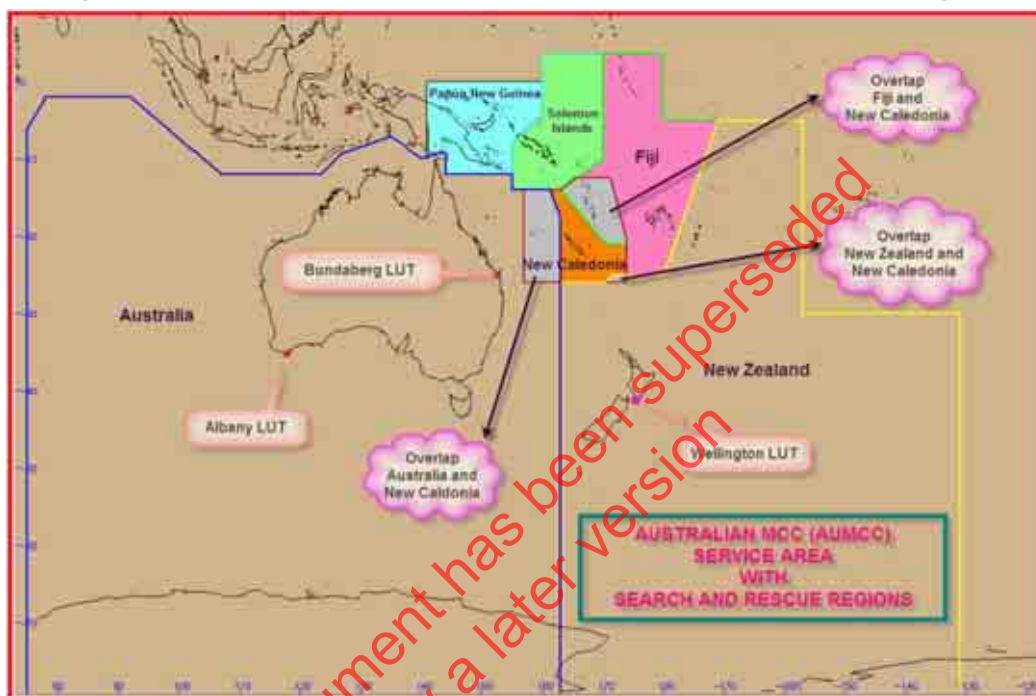 Papua New Guinea
Solomon
Islands
Fiji
Overlap
Fiji and
New Caledonia
Overlap
New Zealand and
New Caledonia
Bundaberg LUT
New Caledonia
Australia
New Zealand
Albany LUT
Wellington LUT
Overlap
Australia and
New Caldonia
AUSTRALIAN MCC (AUMCC)
SERVICE AREA
WITH
SEARCH AND RESCUE REGIONS
ment has been superseded
a later version